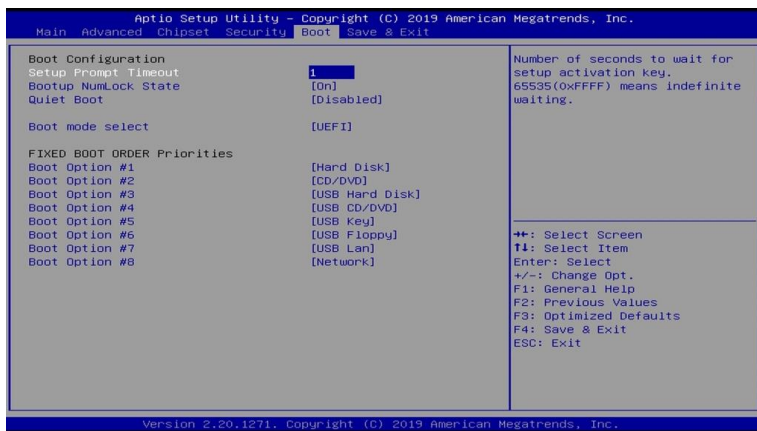 Aptio Setup Utility – Copyright (C) 2019 American Megatrends, Inc.
Main Advanced Chipset Security Boot Save & Exit
Boot Configuration
Setup Prompt Timeout 1
Bootup NumLock State [On]
Quiet Boot [Disabled]
Boot mode select [UEFI]
FIXED BOOT ORDER Priorities
Boot Option #1 [Hard Disk]
Boot Option #2 [CD/DVD]
Boot Option #3 [USB Hard Disk]
Boot Option #4 [USB CD/DVD]
Boot Option #5 [USB Key]
Boot Option #6 [USB Floppy]
Boot Option #7 [USB Lan]
Boot Option #8 [Network]
Number of seconds to wait for
setup activation key.
65535(0xFFFF) means indefinite
waiting.
→←: Select Screen
↑↓: Select Item
Enter: Select
+/-: Change Opt.
F1: General Help
F2: Previous Values
F3: Optimized Defaults
F4: Save & Exit
ESC: Exit
Version 2.20.1271. Copyright (C) 2019 American Megatrends, Inc.